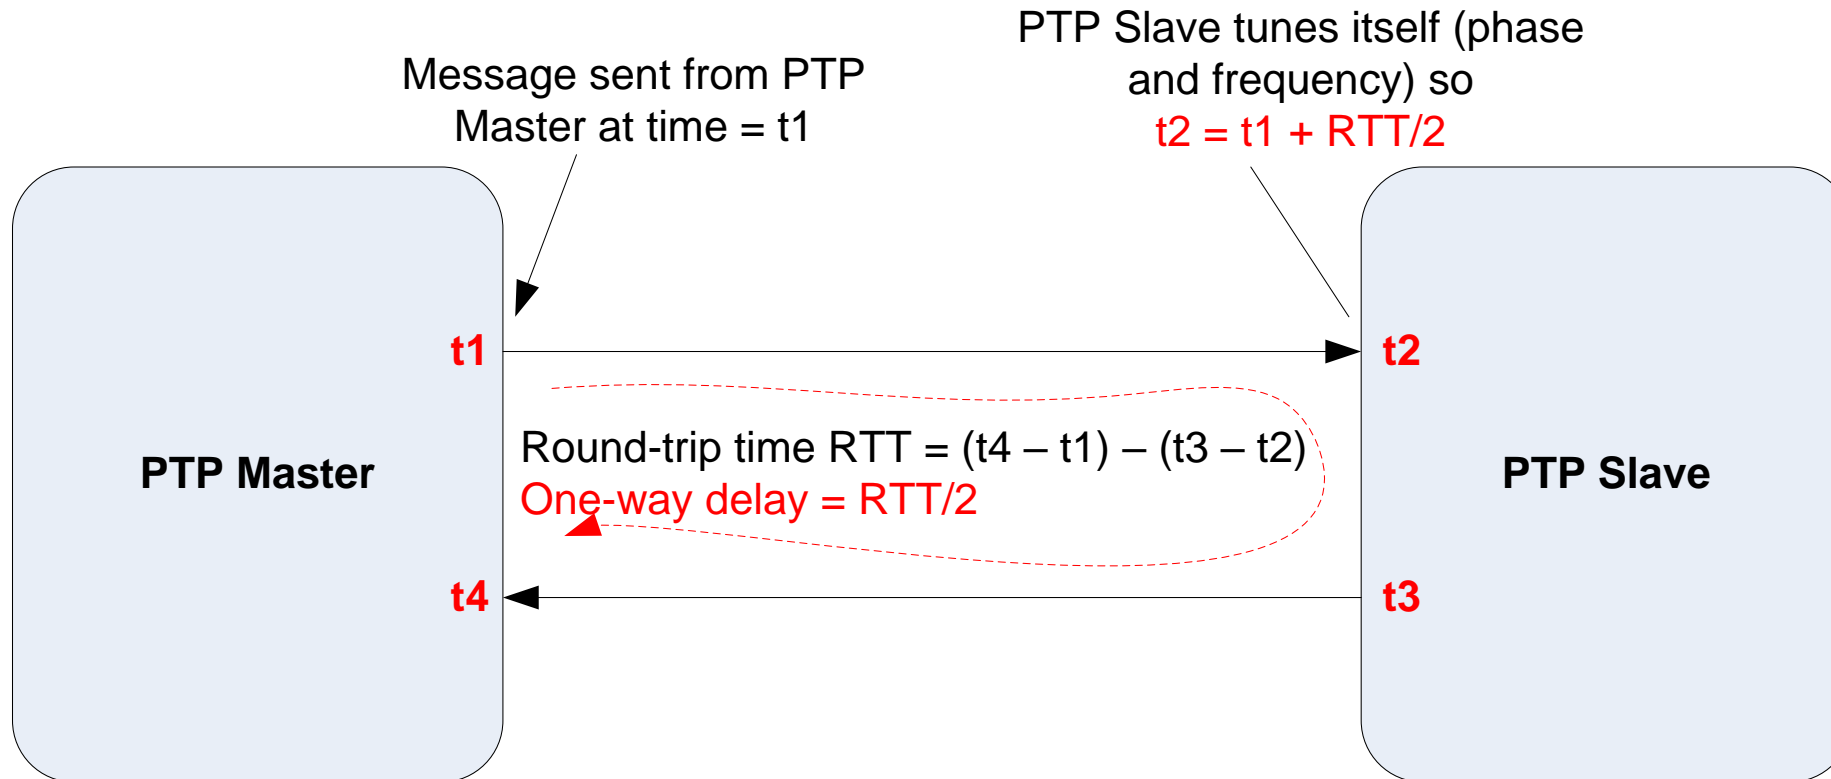 PTP Slave tunes itself (phase
and frequency) so
t2 = t1 + RTT/2
Message sent from PTP
Master at time = t1
t1
t2
Round-trip time RTT = (t4 – t1) – (t3 – t2)
One-way delay = RTT/2
PTP Master
PTP Slave
t4
t3